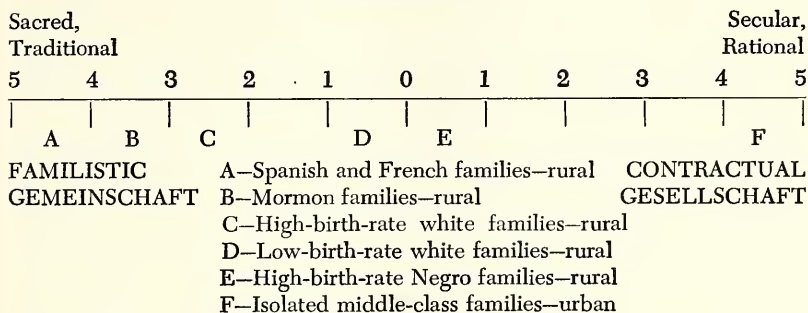 Sacred, Secular,
Traditional Rational
5 4 3 2 1 0 1 2 3 4 5
A B C D E F
FAMILISTIC A—Spanish and French families—rural CONTRACTUAL
GEMEINSCHAFT B—Mormon families—rural GESELLSCHAFT
C—High-birth-rate white families—rural
D—Low-birth-rate white families—rural
E—High-birth-rate Negro families—rural
F—Isolated middle-class families—urban